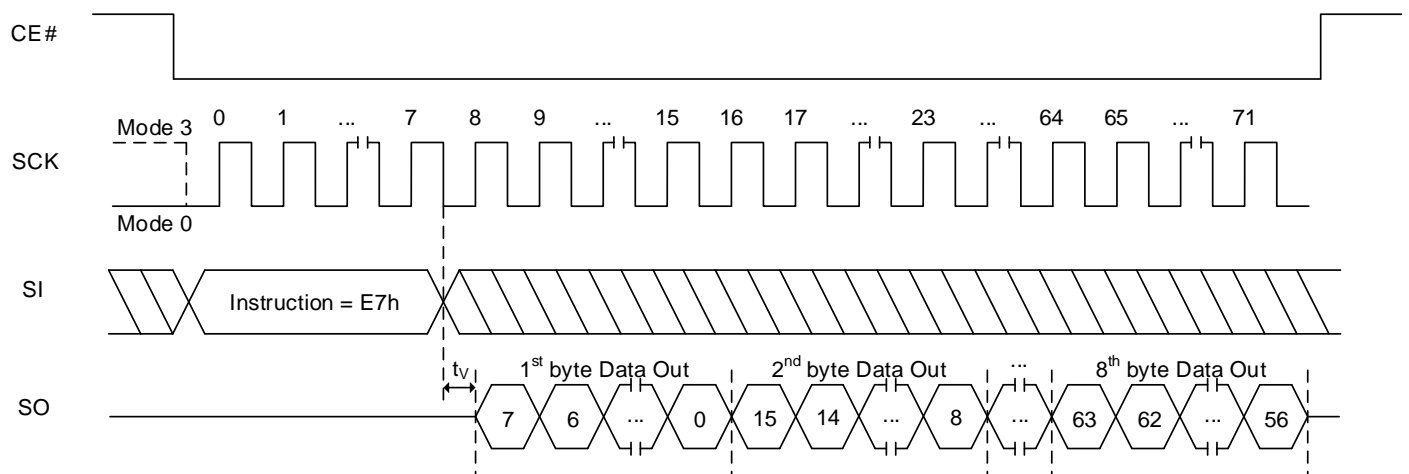 CE#
0 1 ... 7 8 9 ... 15 16 17 ... 23 ... 64 65 ... 71
Mode 3
SCK
Mode 0
SI
Instruction = E7h
tV 1st byte Data Out 2nd byte Data Out ... 8th byte Data Out
SO
7 6 ... 0 15 14 ... 8 ... 63 62 ... 56